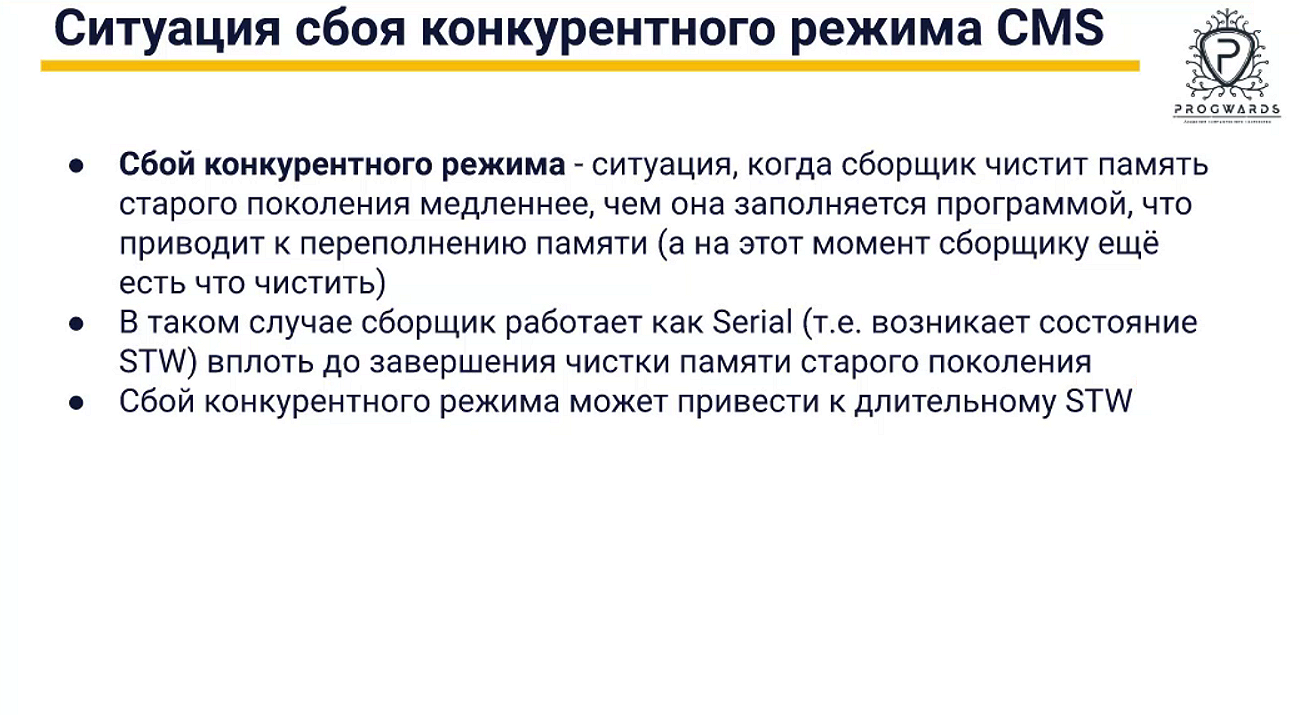 Ситуация сбоя конкурентного режима CMS
PROGWARDS
● Сбой конкурентного режима - ситуация, когда сборщик чистит память
старого поколения медленнее, чем она заполняется программой, что
приводит к переполнению памяти (а на этот момент сборщику ещё
есть что чистить)
● В таком случае сборщик работает как Serial (т.е. возникает состояние
STW) вплоть до завершения чистки памяти старого поколения
● Сбой конкурентного режима может привести к длительному STW